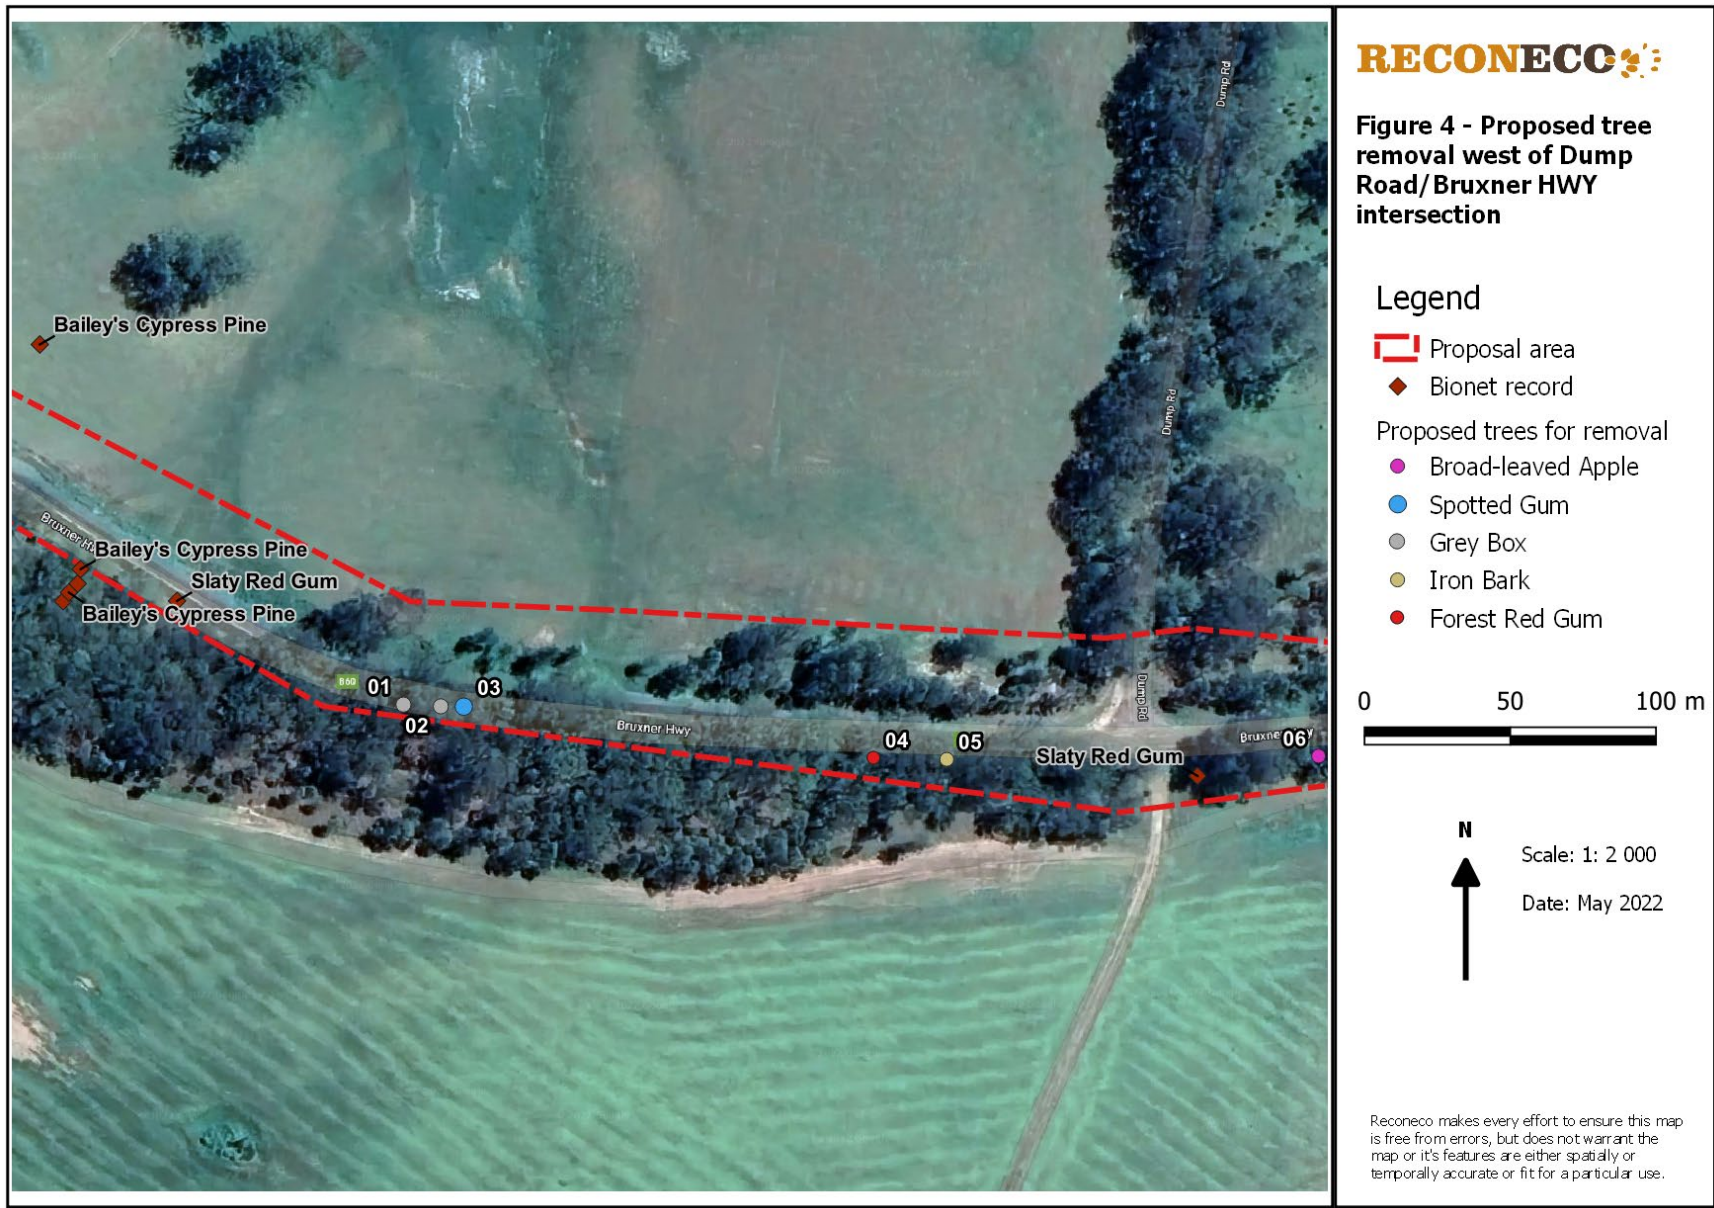 Dump Rd
Bailey's Cypress Pine
Dump Rd
Bruxner Hw
Bailey's Cypress Pine
Slaty Red Gum
Bailey's Cypress Pine
B60
01
02
03
Bruxner Hwy
Dump Rd
04
05
Slaty Red Gum
Bruxne
06
RECONECO
Figure 4 - Proposed tree
removal west of Dump
Road/Bruxner HWY
intersection
Legend
Proposal area
Bionet record
Proposed trees for removal
Broad-leaved Apple
Spotted Gum
Grey Box
Iron Bark
Forest Red Gum
0 50 100 m
N
Scale: 1: 2 000
Date: May 2022
Reconeco makes every effort to ensure this map
is free from errors, but does not warrant the
map or it's features are either spatially or
temporally accurate or fit for a particular use.